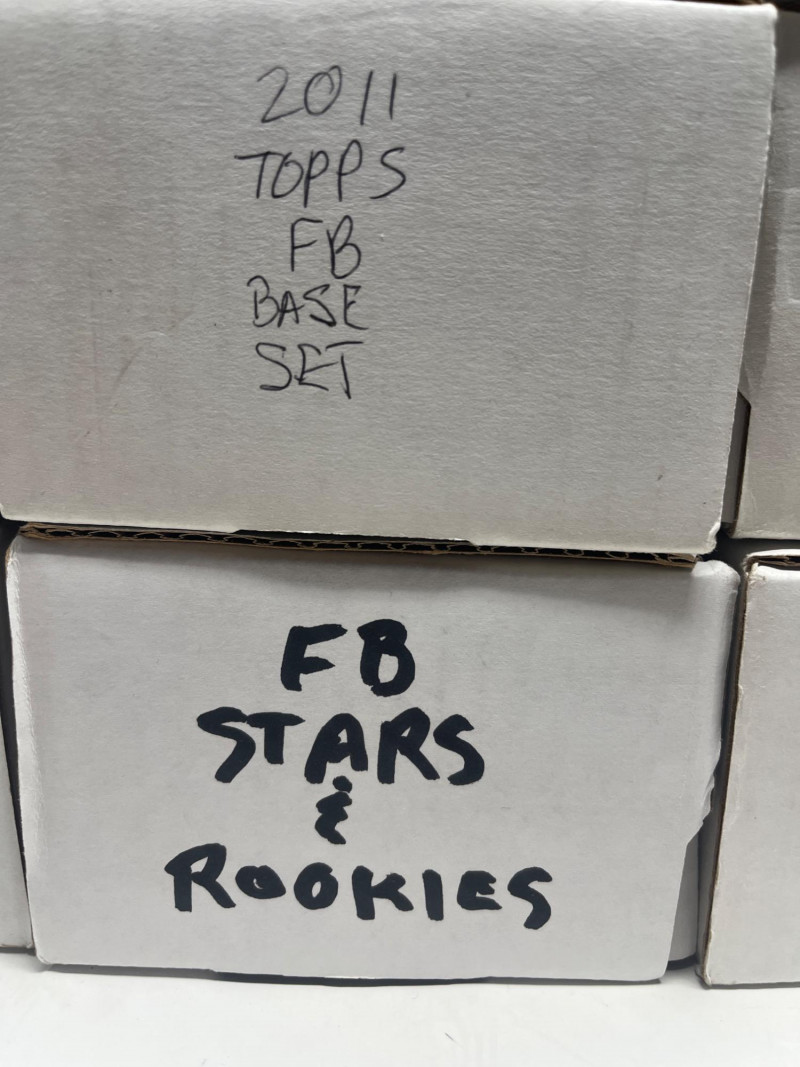 2011
TOPPS
FB
BASE
SET
FB
STARS
&
ROOKIES